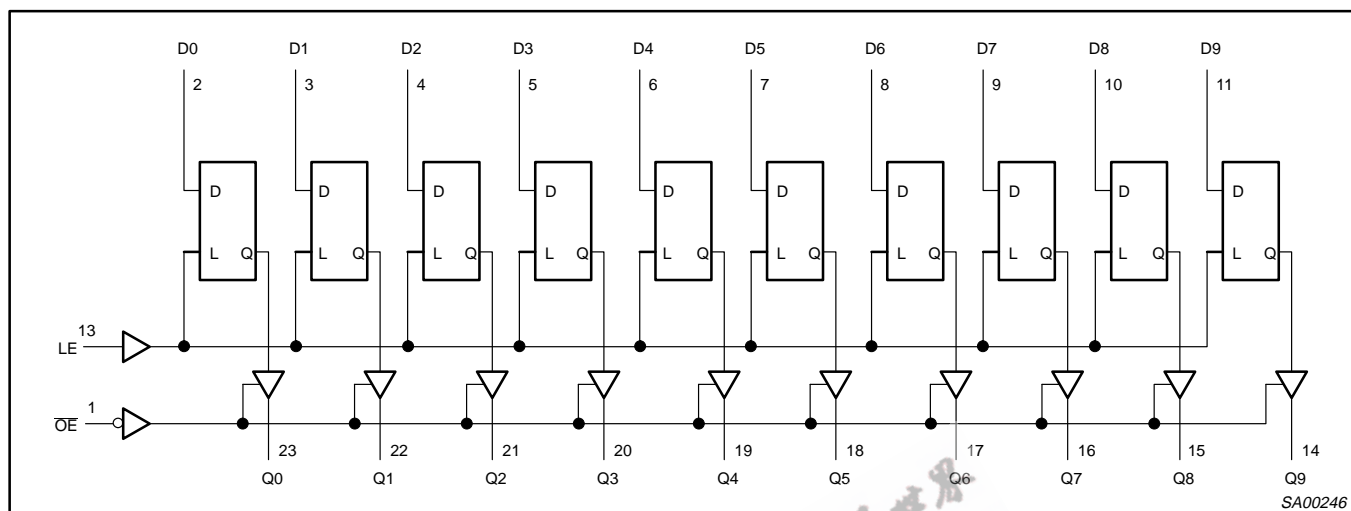 D0 D1 D2 D3 D4 D5 D6 D7 D8 D9
2 3 4 5 6 7 8 9 10 11
D D D D D D D D D D
L Q L Q L Q L Q L Q L Q L Q L Q L Q L Q
13
LE
1
OE
23 22 21 20 19 18 17 16 15 14
Q0 Q1 Q2 Q3 Q4 Q5 Q6 Q7 Q8 Q9
SA00246